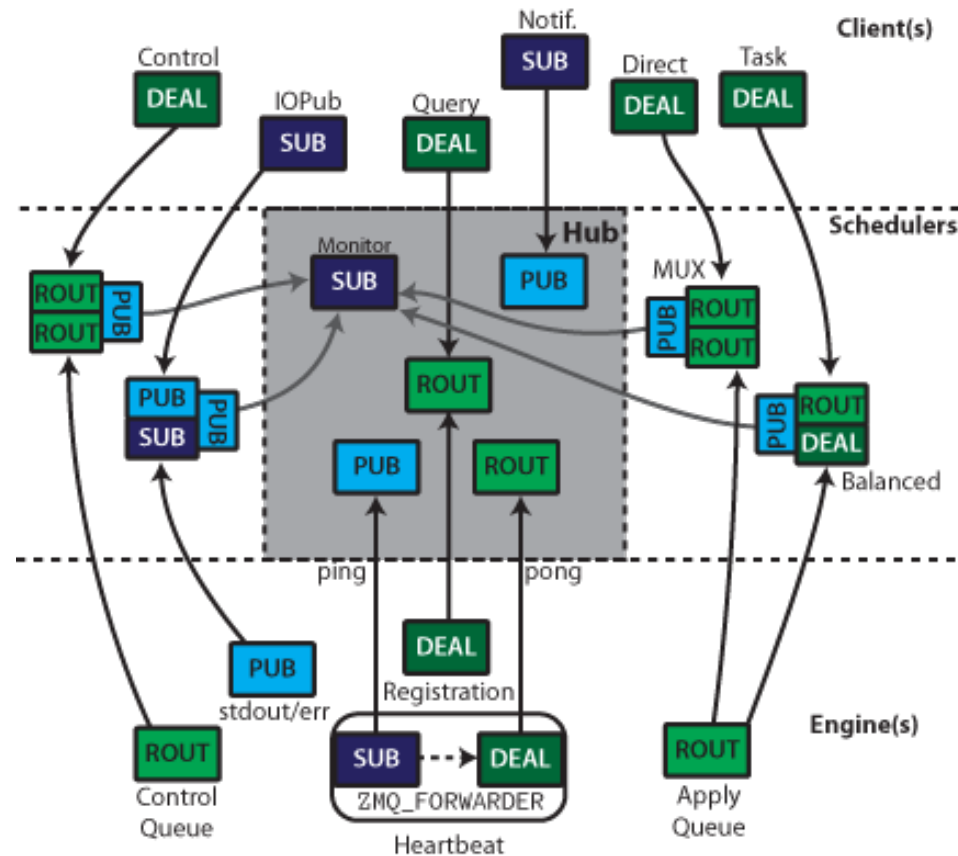 Notif.
Client(s)
Control
SUB
Direct
Task
DEAL
IOPub
Query
DEAL
DEAL
SUB
DEAL
Schedulers
Hub
Monitor
SUB
PUB
MUX
ROUT
ROUT
PUB
PUB
ROUT
ROUT
ROUT
PUB
SUB
PUB
PUB
ROUT
DEAL
PUB
ROUT
Balanced
ping
pong
DEAL
PUB
Registration
stdout/err
Engine(s)
ROUT
SUB
DEAL
ROUT
ZMQ_FORWARDER
Control
Queue
Apply
Queue
Heartbeat